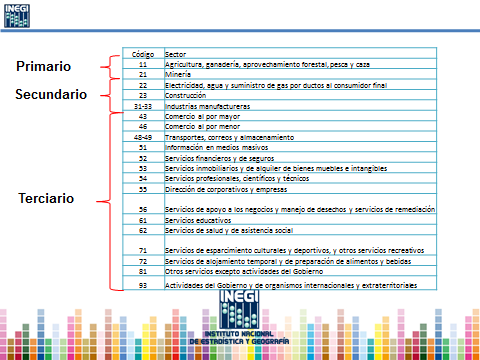 INEGI
Código Sector
Primario
11 Agricultura, ganadería, aprovechamiento forestal, pesca y caza
21 Minería
Secundario
22 Electricidad, agua y suministro de gas por ductos al consumidor final
23 Construcción
31-33 Industrias manufactureras
Terciario
43 Comercio al por mayor
46 Comercio al por menor
48-49 Transportes, correos y almacenamiento
51 Información en medios masivos
52 Servicios financieros y de seguros
53 Servicios inmobiliarios y de alquiler de bienes muebles e intangibles
54 Servicios profesionales, científicos y técnicos
55 Dirección de corporativos y empresas
56 Servicios de apoyo a los negocios y manejo de desechos y servicios de remediación
61 Servicios educativos
62 Servicios de salud y de asistencia social
71 Servicios de esparcimiento culturales y deportivos, y otros servicios recreativos
72 Servicios de alojamiento temporal y de preparación de alimentos y bebidas
81 Otros servicios excepto actividades del Gobierno
93 Actividades del Gobierno y de organismos internacionales y extraterritoriales
INEGI
INSTITUTO NACIONAL
DE ESTADÍSTICA Y GEOGRAFÍA